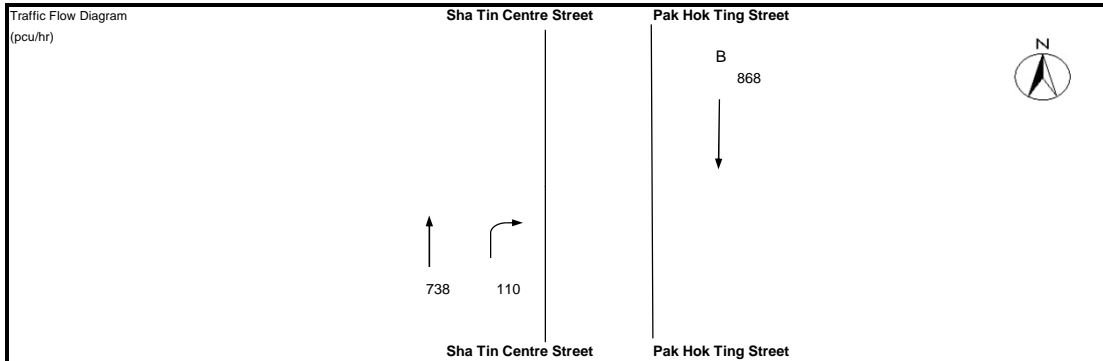 Traffic Flow Diagram
(pcu/hr)
Sha Tin Centre Street Pak Hok Ting Street
N
B
868
738 110
Sha Tin Centre Street Pak Hok Ting Street